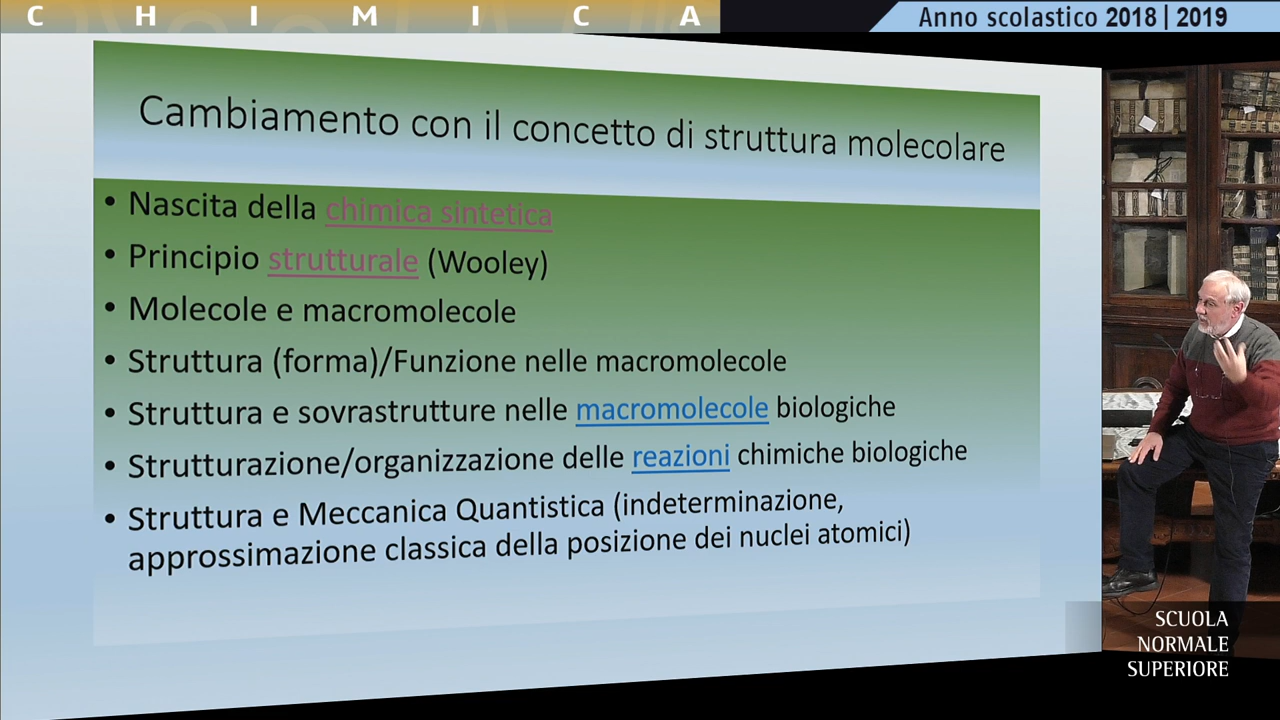 CHIMICA
Anno scolastico 2018 | 2019
Cambiamento con il concetto di struttura molecolare
• Nascita della chimica sintetica
• Principio strutturale (Wooley)
• Molecole e macromolecole
• Struttura (forma)/Funzione nelle macromolecole
• Struttura e sovrastrutture nelle macromolecole biologiche
• Strutturazione/organizzazione delle reazioni chimiche biologiche
• Struttura e Meccanica Quantistica (indeterminazione,
approssimazione classica della posizione dei nuclei atomici)
SCUOLA
NORMALE
SUPERIORE